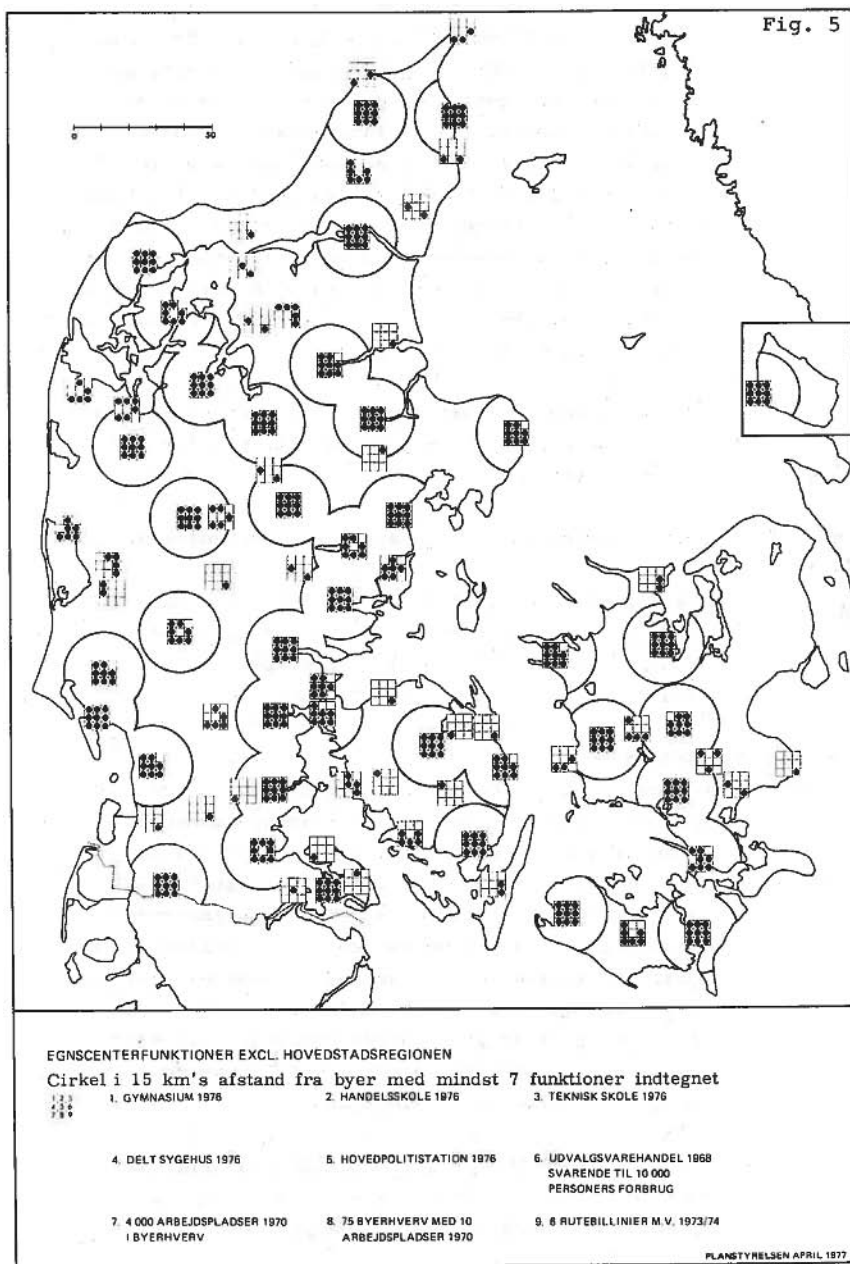 Fig. 5
0 50
EGNSCENTERFUNKTIONER EXCL. HOVEDSTADSREGIONEN
Cirkel i 15 km's afstand fra byer med mindst 7 funktioner indtegnet
1 2 3
4 5 6
7 8 9
1. GYMNASIUM 1976
2. HANDELSSKOLE 1976
3. TEKNISK SKOLE 1976
4. DELT SYGEHUS 1976
5. HOVEDPOLITISTATION 1976
6. UDVALGSVAREHANDEL 1968
SVARENDE TIL 10 000
PERSONERS FORBRUG
7. 4 000 ARBEJDSPLADSER 1970
I BYERHVERV
8. 75 BYERHVERV MED 10
ARBEJDSPLADSER 1970
9. 6 RUTEBILLINIER M.V. 1973/74
PLANSTYRELSEN APRIL 1977